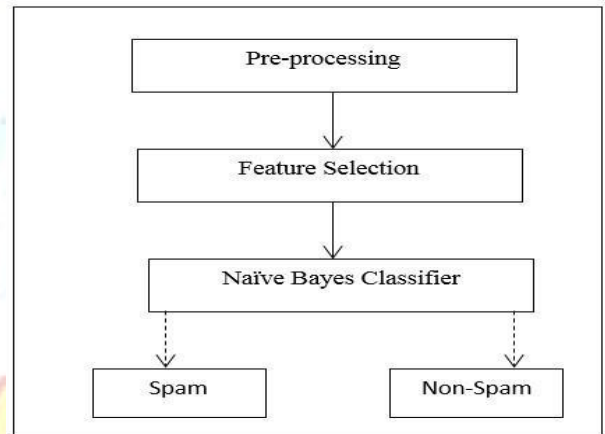 Pre-processing
Feature Selection
Naïve Bayes Classifier
Spam
Non-Spam